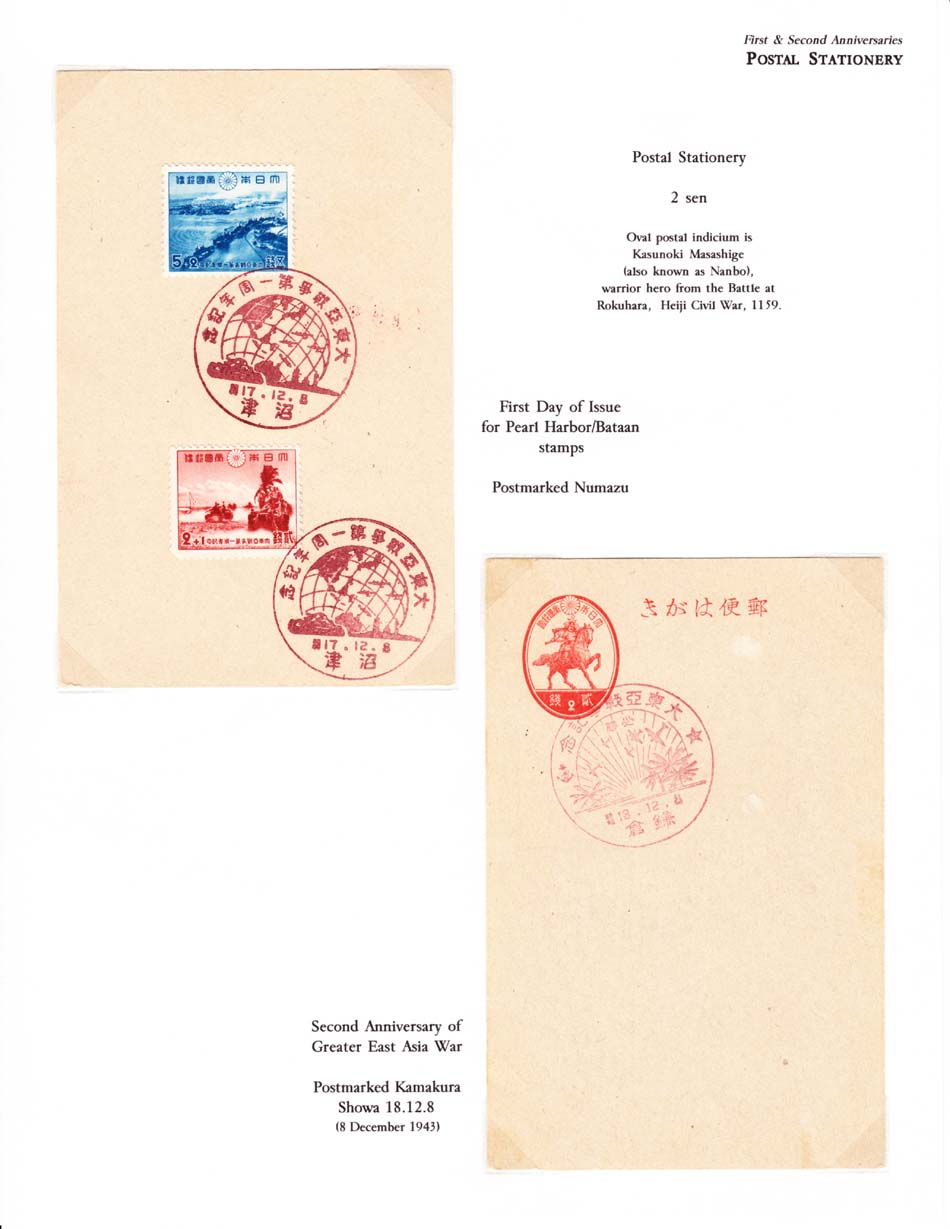 First & Second Anniversaries
POSTAL STATIONERY
Postal Stationery
2 sen
Oval postal indicium is
Kasunoki Masashige
(also known as Nanbo),
warrior hero from the Battle at
Rokuhara, Heiji Civil War, 1159.
大日本帝國郵便
5+2 五錢
大東亞戰爭第一周年記念
17.12.8
沼津
First Day of Issue
for Pearl Harbor/Bataan
stamps
Postmarked Numazu
大日本帝國郵便
2+1 貳錢
大東亞戰爭第一周年記念
17.12.8
沼津
郵便はがき
大日本帝國郵便
貳 2 錢
大東亞戰
念
18.12.8
鎌倉
Second Anniversary of
Greater East Asia War
Postmarked Kamakura
Showa 18.12.8
(8 December 1943)